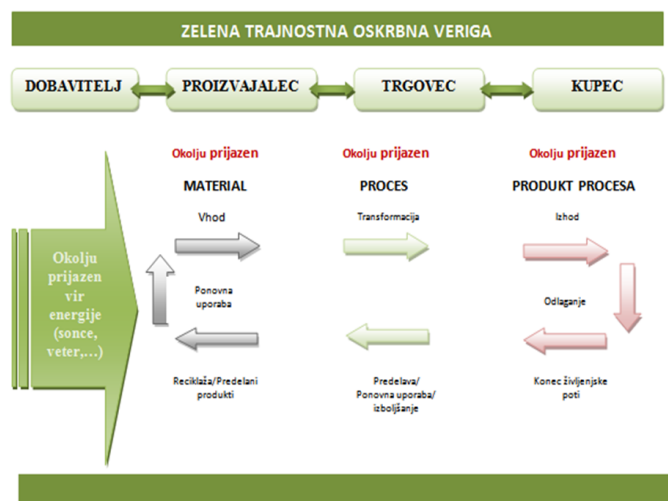 ZELENA TRAJNOSTNA OSKRBNA VERIGA
DOBAVITELJ
PROIZVAJALEC
TRGOVEC
KUPEC
Okolju prijazen
MATERIAL
Okolju prijazen
PROCES
Okolju prijazen
PRODUKT PROCESA
Vhod
Transformacija
Izhod
Okolju
prijazen
vir
energije
(sonce,
veter,...)
Ponovna
uporaba
Odlaganje
Reciklaža/Predelani
produkti
Predelava/
Ponovna uporaba/
izboljšanje
Konec življenjske
poti